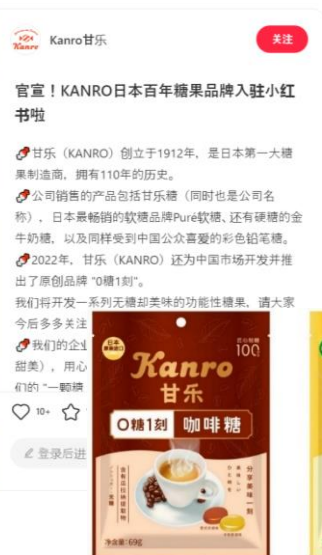 Kanro
Kanro甘乐
关注
官宣！KANRO日本百年糖果品牌入驻小红
书啦
甘乐（KANRO）创立于1912年，是日本第一大糖
果制造商，拥有110年的历史。
公司销售的产品包括甘乐糖（同时也是公司名
称），日本最畅销的软糖品牌Puré软糖、还有硬糖的金
牛奶糖，以及同样受到中国公众喜爱的彩色铅笔糖。
2022年，甘乐（KANRO）还为中国市场开发并推
出了原创品牌 "0糖1刻"。
我们将开发一系列无糖却美味的功能性糖果，请大家
今后多多关注
我们的企业
甜美），用心
们的 "一颗糖
10+
登录后进
日本
Kanro
甘乐
0糖1刻
咖啡糖
分享美味一刻
无糖
净含量: 69g